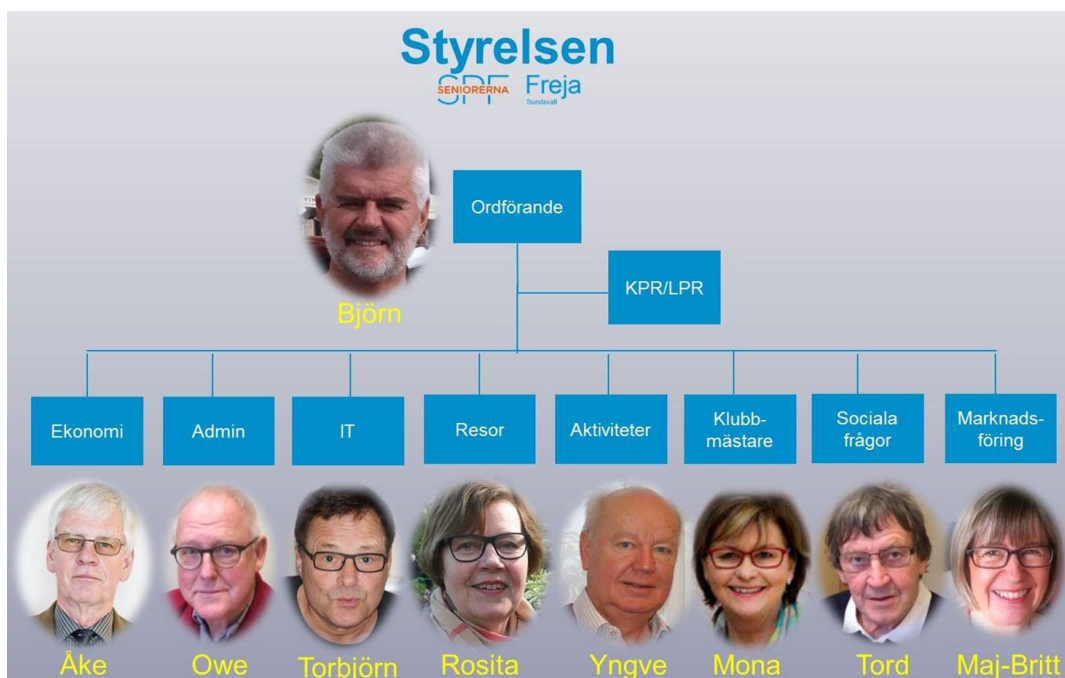 Styrelsen
SPF
SENIORERNA
Freja
Sundsvall
Ordförande
KPR/LPR
Björn
Ekonomi
Admin
IT
Resor
Aktiviteter
Klubb-
mästare
Sociala
frågor
Marknads-
föring
Åke
Owe
Torbjörn
Rosita
Yngve
Mona
Tord
Maj-Britt